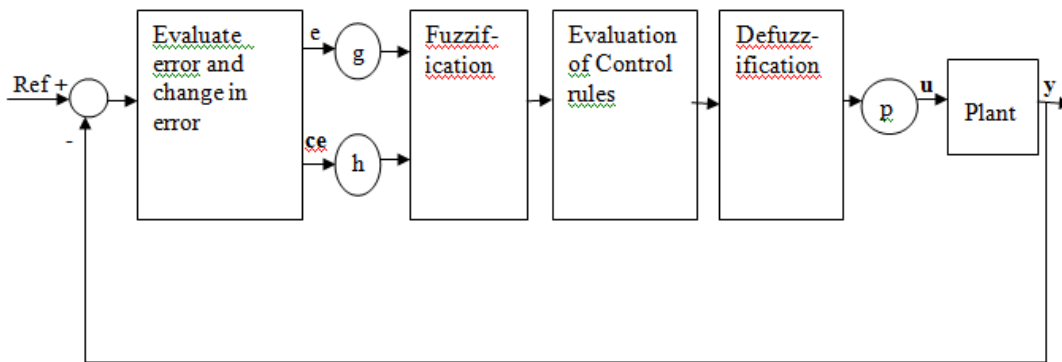 Ref +
-
Evaluate
error and
change in
error
e
ce
g
h
Fuzzif-
ication
Evaluation
of Control
rules
Defuzz-
ification
p
u
Plant
y